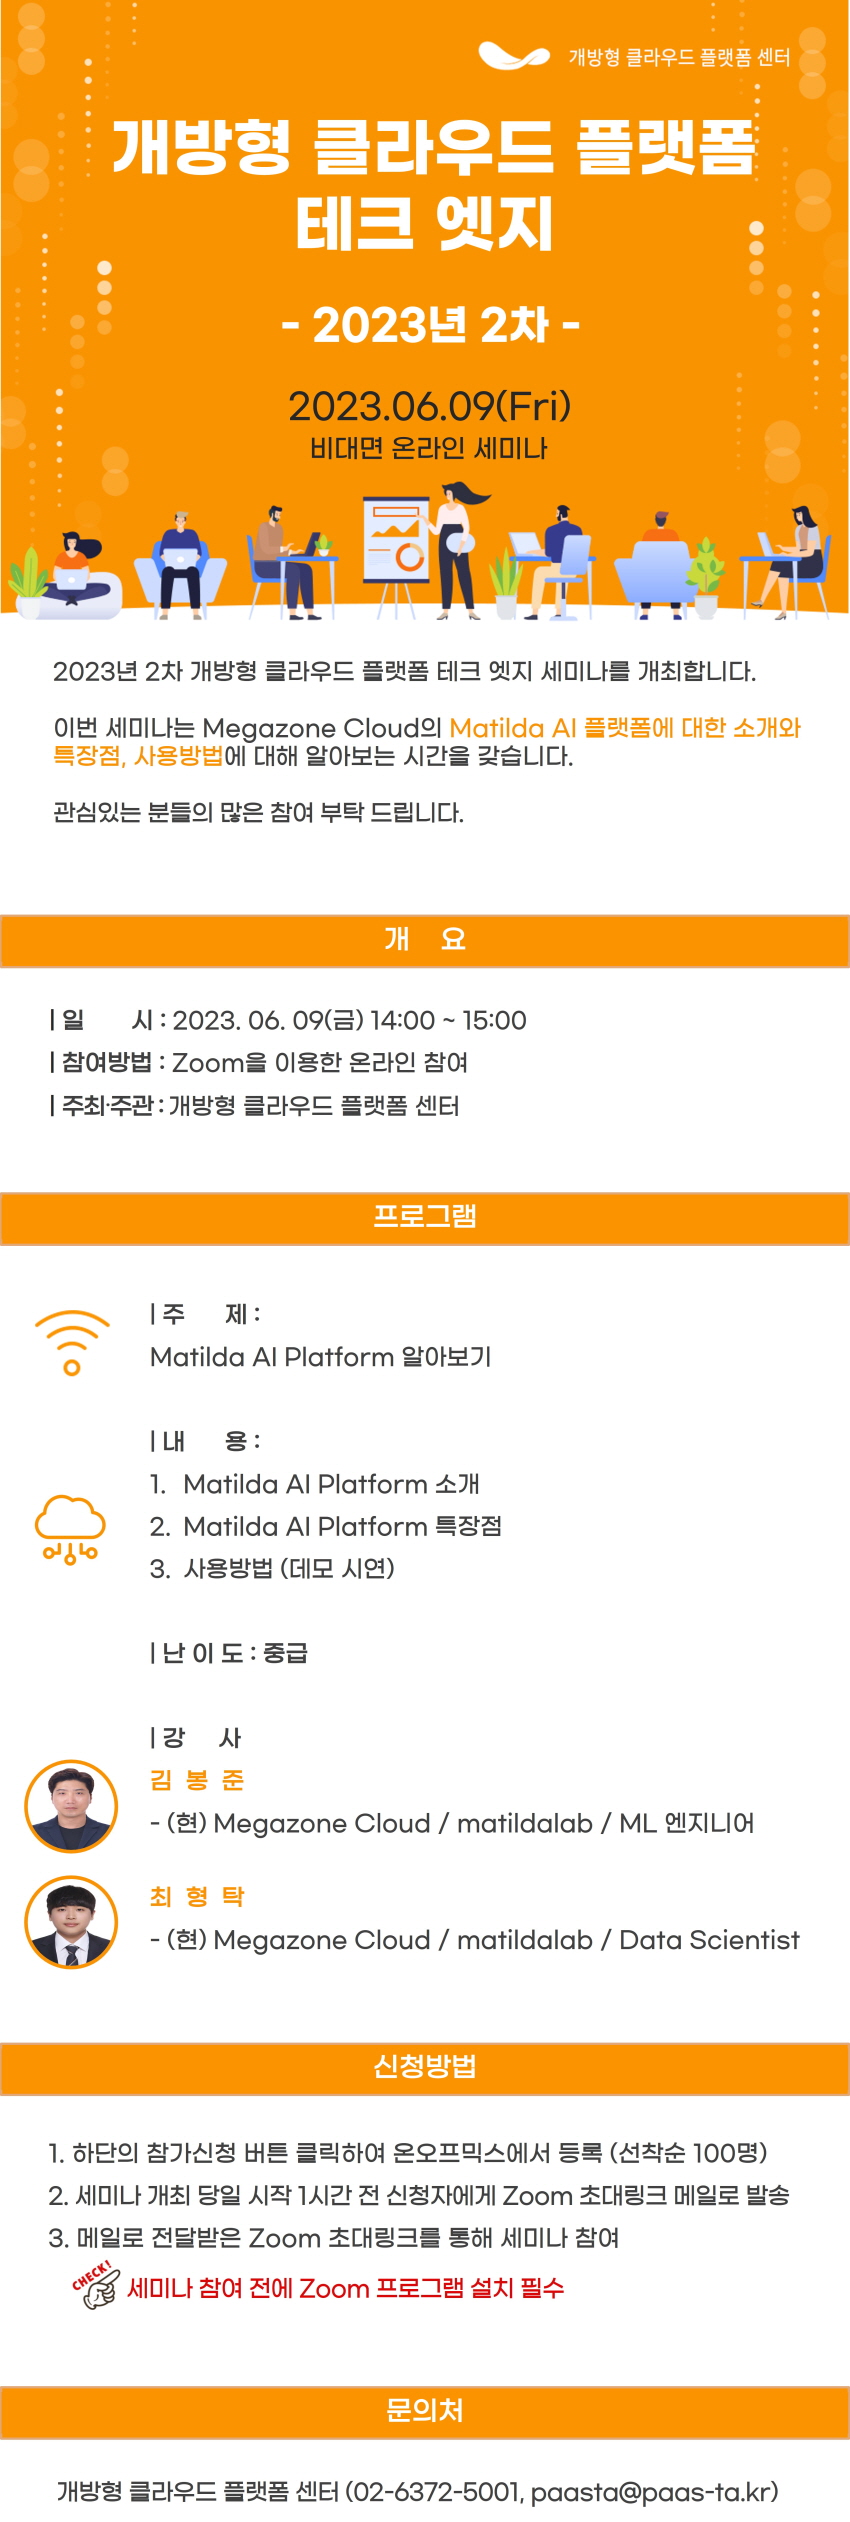 개방형 클라우드 플랫폼 센터
개방형 클라우드 플랫폼
테크 엣지
- 2023년 2차 -
2023.06.09(Fri)
비대면 온라인 세미나
2023년 2차 개방형 클라우드 플랫폼 테크 엣지 세미나를 개최합니다.
이번 세미나는 Megazone Cloud의 Matilda AI 플랫폼에 대한 소개와
특장점, 사용방법에 대해 알아보는 시간을 갖습니다.
관심있는 분들의 많은 참여 부탁 드립니다.
개 요
| 일 시 : 2023. 06. 09(금) 14:00 ~ 15:00
| 참여방법 : Zoom을 이용한 온라인 참여
| 주최·주관 : 개방형 클라우드 플랫폼 센터
프로그램
| 주 제 :
Matilda AI Platform 알아보기
| 내 용 :
1. Matilda AI Platform 소개
2. Matilda AI Platform 특장점
3. 사용방법 (데모 시연)
| 난 이 도 : 중급
| 강 사
김 봉 준
- (현) Megazone Cloud / matildalab / ML 엔지니어
최 형 탁
- (현) Megazone Cloud / matildalab / Data Scientist
신청방법
1. 하단의 참가신청 버튼 클릭하여 온오프믹스에서 등록 (선착순 100명)
2. 세미나 개최 당일 시작 1시간 전 신청자에게 Zoom 초대링크 메일로 발송
3. 메일로 전달받은 Zoom 초대링크를 통해 세미나 참여
CHECK!
세미나 참여 전에 Zoom 프로그램 설치 필수
문의처
개방형 클라우드 플랫폼 센터 (02-6372-5001, paasta@paas-ta.kr)